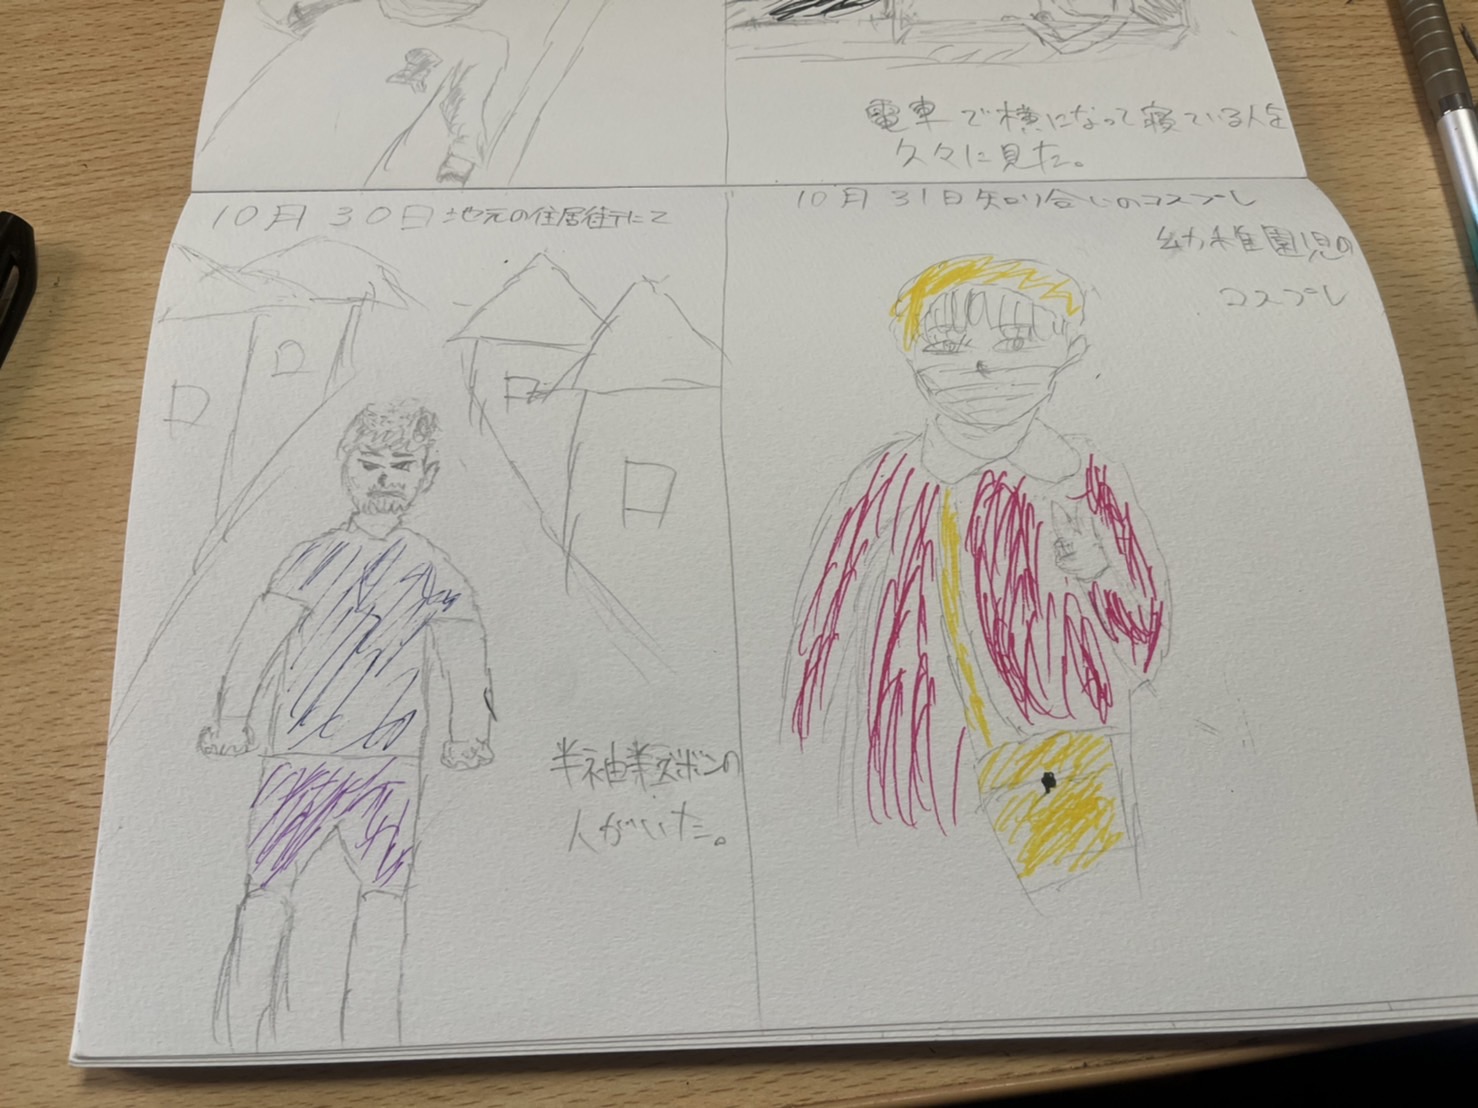 電車で横になって寝ている人を
久々に見た。
10月30日地元の住居街にて
半袖半ズボンの
人がいた。
10月31日知り合いのコスプレ
幼稚園児の
コスプレ